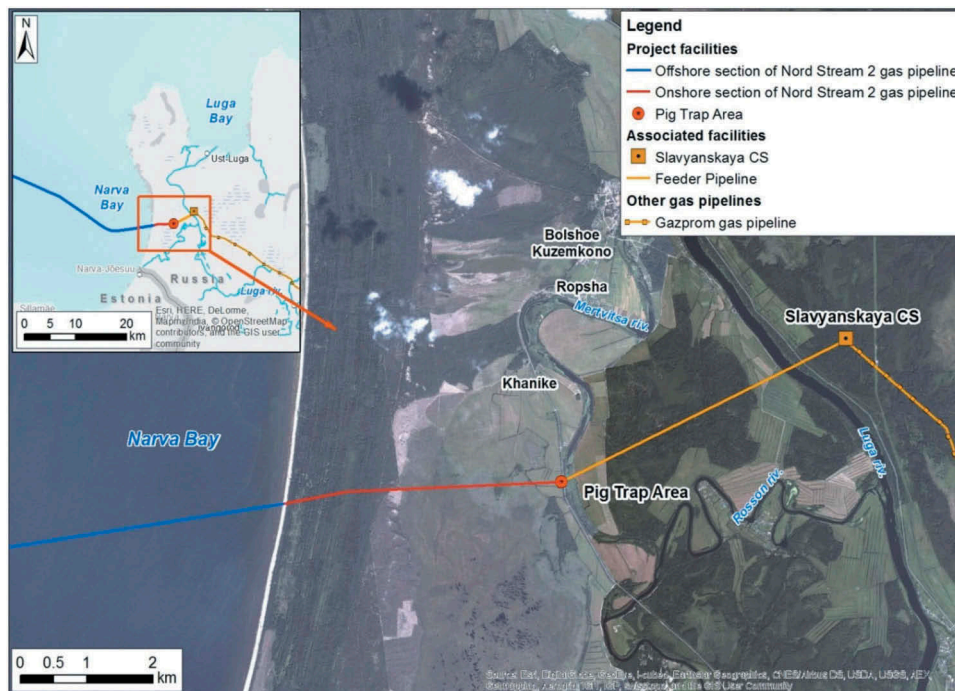 N
Luga
Bay
Ust-Luga
Narva
Bay
Narva-Jõesuu
Russia
Estonia
Luga riv.
Sillamäe
Ivangorod
Esri, HERE, DeLorme,
MapmyIndia, © OpenStreetMap
contributors, and the GIS user
community
0 5 10 20
km
Legend
Project facilities
Offshore section of Nord Stream 2 gas pipeline
Onshore section of Nord Stream 2 gas pipeline
Pig Trap Area
Associated facilities
Slavyanskaya CS
Feeder Pipeline
Other gas pipelines
Gazprom gas pipeline
Bolshoe
Kuzemkono
Ropsha
Mertvitsa riv.
Slavyanskaya CS
Khanike
Narva Bay
Luga riv.
Pig Trap Area
Rosson riv.
0 0.5 1 2
km